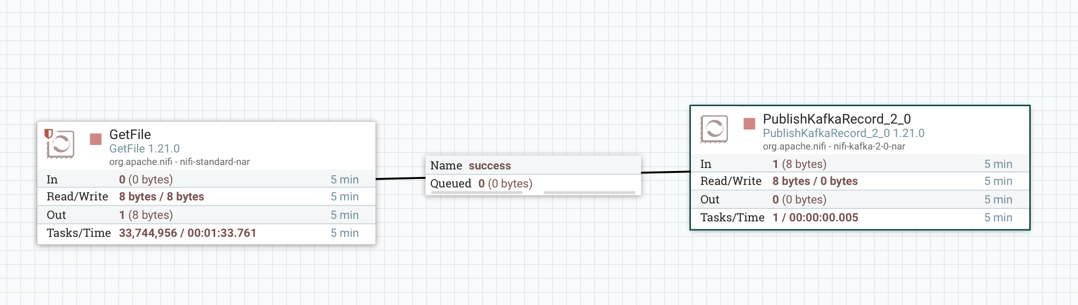 GetFile
GetFile 1.21.0
org.apache.nifi - nifi-standard-nar
In 0 (0 bytes) 5 min
Read/Write 8 bytes / 8 bytes 5 min
Out 1 (8 bytes) 5 min
Tasks/Time 33,744,956 / 00:01:33.761 5 min
Name success
Queued 0 (0 bytes)
PublishKafkaRecord_2_0
PublishKafkaRecord_2_0 1.21.0
org.apache.nifi - nifi-kafka-2-0-nar
In 1 (8 bytes) 5 min
Read/Write 8 bytes / 0 bytes 5 min
Out 0 (0 bytes) 5 min
Tasks/Time 1 / 00:00:00.005 5 min